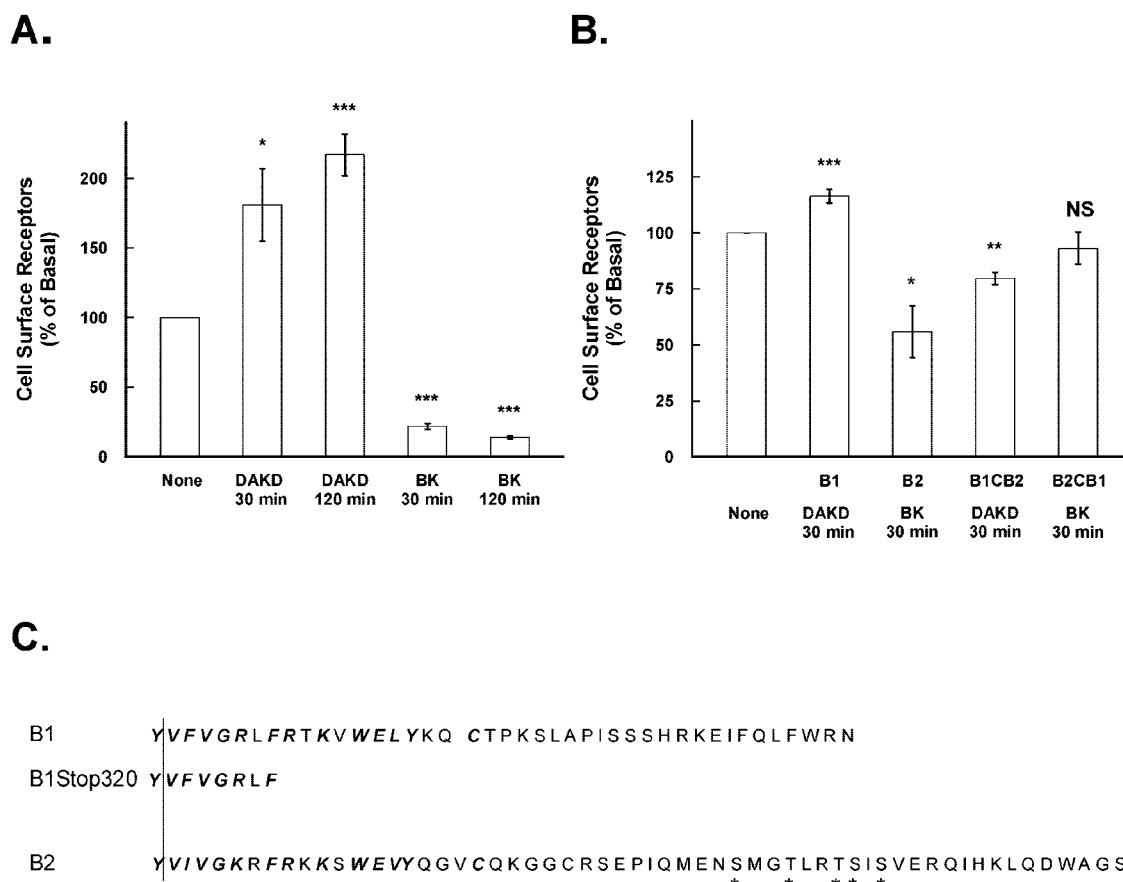 A.
Cell Surface Receptors
(% of Basal)
200
150
100
50
0
* *** *** ***
None DAKD 30 min DAKD 120 min BK 30 min BK 120 min
B.
Cell Surface Receptors
(% of Basal)
125
100
75
50
25
0
*** * ** NS
B1 B2 B1CB2 B2CB1
None DAKD 30 min BK 30 min DAKD 30 min BK 30 min
C.
B1 YVFVGRLFRTKVWELYKQ CTPKSLAPISSSHRKEIFQLFWRN
B1Stop320 YVFVGRLF
B2 YVIVGKRFRKKSWEVYQGVCQKGGCRSEPIQMENSMGTLRTSISVERQIHKLQDWAGS
* * * * *